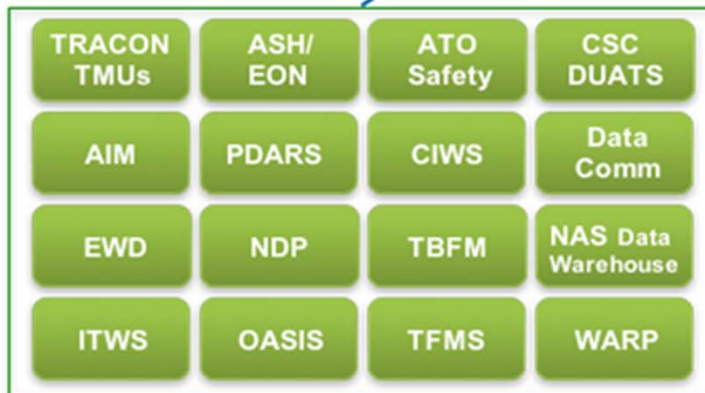 TRACON TMUs
ASH/ EON
ATO Safety
CSC DUATS
AIM
PDARS
CIWS
Data Comm
EWD
NDP
TBFM
NAS Data Warehouse
ITWS
OASIS
TFMS
WARP